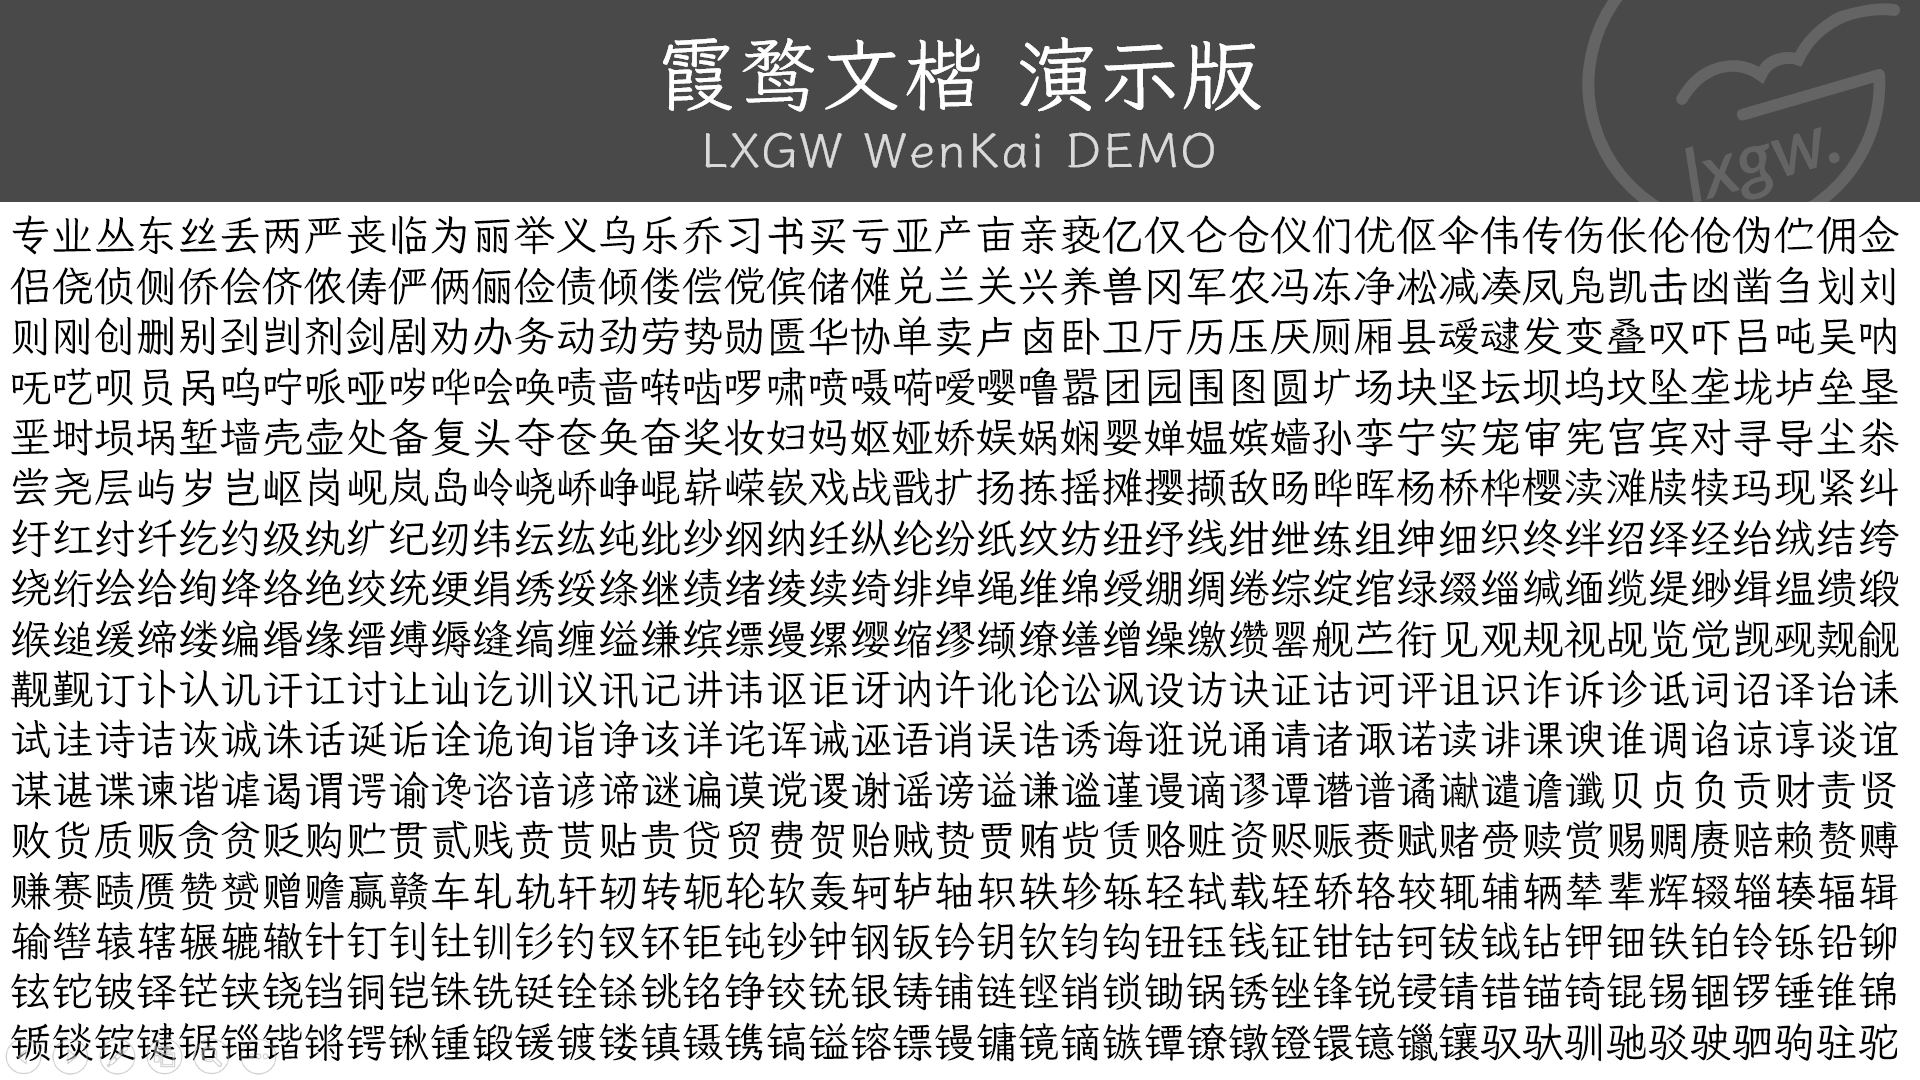 霞鹜文楷 演示版
LXGW WenKai DEMO
lxgw.
专业丛东丝丢两严丧临为丽举义乌乐乔习书买亏亚产亩亲亵亿仅仑仓仪们优伛伞伟传伤伥伦伧伪伫佣佥
侣侥侦侧侨侩侪侬俦俨俩俪俭债倾偻偿傥傧储傩兑兰关兴养兽冈军农冯冻净凇减凑凤凫凯击凼凿刍划刘
则刚创删别刭剀剂剑剧劝办务动劲劳势勋匮华协单卖卢卤卧卫厅历压厌厕厢县叆叇发变叠叹吓吕吨吴呐
呒呓呗员呙呜咛哌哑哕哗哙唤啧啬啭啮啰啸喷嗫嗬嗳嘤噜嚣团园围图圆圹场块坚坛坝坞坟坠垄垅垆垒垦
垩埘埙埚堑墙壳壶处备复头夺奁奂奋奖妆妇妈妪娅娇娱娲娴婴婵媪嫔嫱孙孪宁实宠审宪宫宾对寻导尘尜
尝尧层屿岁岂岖岗岘岚岛岭峣峤峥崐崭嵘嵚戏战戬扩扬拣摇摊撄撷敌旸晔晖杨桥桦樱渎滩牍犊玛现紧纠
纡红纣纤纥约级纨纩纪纫纬纭纮纯纰纱纲纳纴纵纶纷纸纹纺纽纾线绀绁练组绅细织终绊绍绎经绐绒结绔
绕绗绘给绚绛络绝绞统绠绢绣绥绦继绩绪绫续绮绯绰绳维绵绶绷绸绻综绽绾绿缀缁缄缅缆缇缈缉缊缋缎
缑缒缓缔缕编缗缘缙缚缛缝缟缠缢缣缤缥缦缧缨缩缪缬缭缮缯缲缴缵罂舰苎衔见观规视觇览觉觊觋觌觎
觏觐订讣认讥讦讧讨让讪讫训议讯记讲讳讴讵讶讷许讹论讼讽设访诀证诂诃评诅识诈诉诊诋词诏译诒诔
试诖诗诘诙诚诛话诞诟诠诡询诣诤该详诧诨诫诬语诮误诰诱诲诳说诵请诸诹诺读诽课谀谁调谄谅谆谈谊
谋谌谍谏谐谑谒谓谔谕谗谘谙谚谛谜谝谟谠谡谢谣谤谥谦谧谨谩谪谬谭谮谱谲谳谴谵谶贝贞负贡财责贤
败货质贩贪贫贬购贮贯贰贱贲贳贴贵贷贸费贺贻贼贽贾贿赀赁赂赃资赆赈赉赋赌赍赎赏赐赒赓赔赖赘赙
赚赛赜赝赞赟赠赡赢赣车轧轨轩轫转轭轮软轰轲轳轴轵轶轸轹轻轼载轾轿辂较辄辅辆辇辈辉辍辎辏辐辑
输辔辕辖辗辘辙针钉钊钍钏钐钓钗钚钜钝钞钟钢钣钤钥钦钧钩钮钰钱钲钳钴钶钹钺钻钾钿铁铂铃铄铅铆
铉铊铍铎铓铗铙铛铜铠铢铣铤铨铩铫铭铮铰铳银铸铺链铿销锁锄锅锈锉锋锐锓锖错锚锜锟锡锢锣锤锥锦
锧锬锭键锯锱锴锵锷锹锺锻锾镀镂镇镊镌镐镒镕镖镘镛镜镝镞镡镣镦镫镮镱镴镶驭驮驯驰驳驶驷驹驻驼